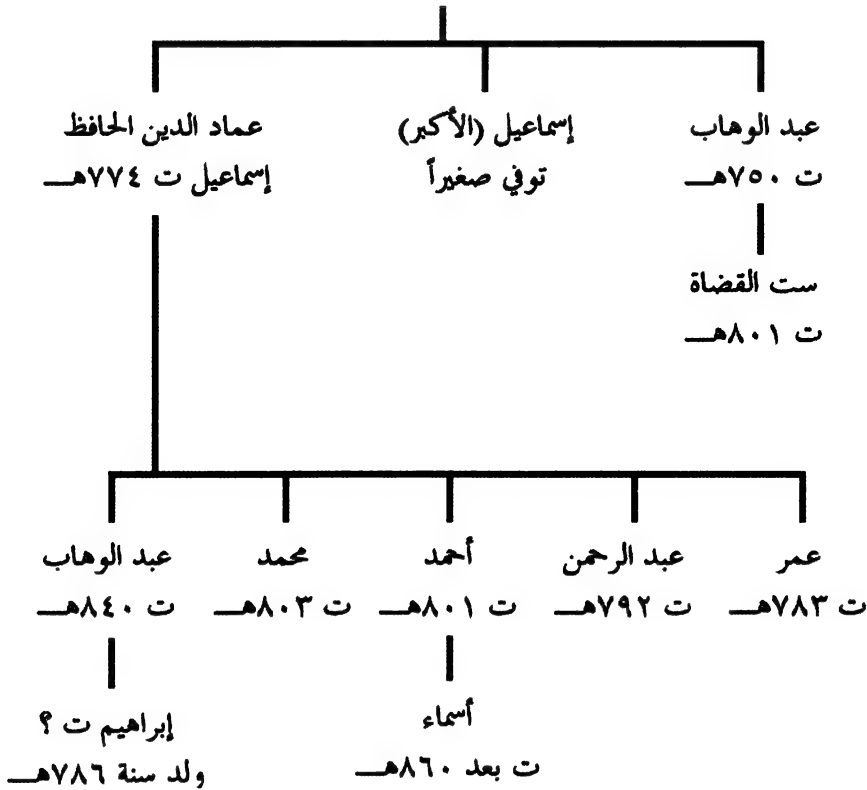 عبد الوهاب
ت ٧٥٠هـ
إسماعيل (الأكبر)
توفي صغيراً
عماد الدين الحافظ
إسماعيل ت ٧٧٤هـ
ست القضاة
ت ٨٠١هـ
عمر
ت ٧٨٣هـ
عبد الرحمن
ت ٧٩٢هـ
أحمد
ت ٨٠١هـ
محمد
ت ٨٠٣هـ
عبد الوهاب
ت ٨٤٠هـ
أسماء
ت بعد ٨٦٠هـ
إبراهيم ت ؟
ولد سنة ٧٨٦هـ